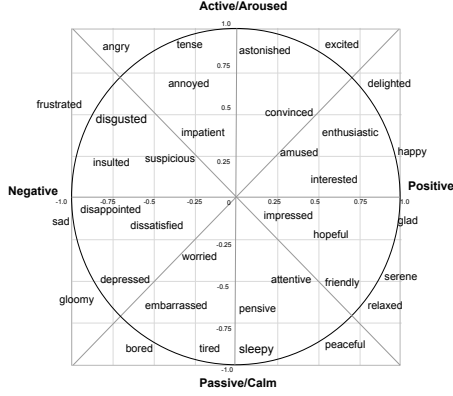 Active/Aroused
1.0
angry tense astonished excited
0.75
annoyed delighted
frustrated 0.5 convinced
disgusted
impatient enthusiastic
suspicious amused happy
insulted 0.25
interested
Negative Positive
-1.0 -0.75 -0.5 -0.25 0 0.25 0.5 0.75 1.0
disappointed
sad impressed glad
dissatisfied hopeful
-0.25
worried
depressed -0.5 attentive friendly serene
gloomy embarrassed pensive relaxed
-0.75
bored tired sleepy peaceful
-1.0
Passive/Calm